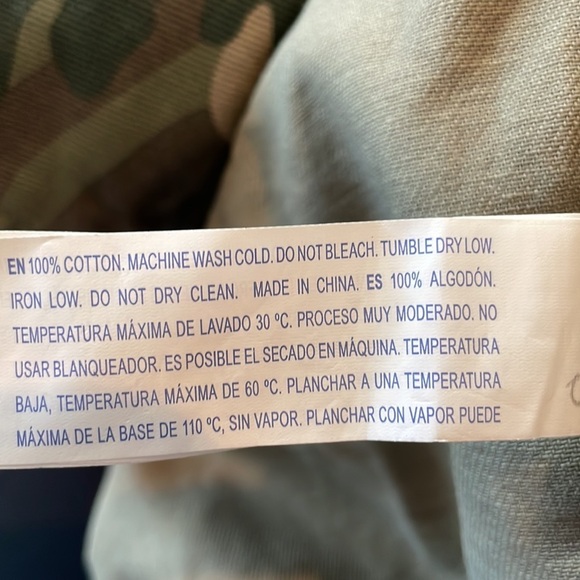 EN 100% COTTON. MACHINE WASH COLD. DO NOT BLEACH. TUMBLE DRY LOW.
IRON LOW. DO NOT DRY CLEAN. MADE IN CHINA. ES 100% ALGODÓN.
TEMPERATURA MÁXIMA DE LAVADO 30 ºC. PROCESO MUY MODERADO. NO
USAR BLANQUEADOR. ES POSIBLE EL SECADO EN MÁQUINA. TEMPERATURA
BAJA, TEMPERATURA MÁXIMA DE 60 ºC. PLANCHAR A UNA TEMPERATURA
MÁXIMA DE LA BASE DE 110 ºC, SIN VAPOR. PLANCHAR CON VAPOR PUEDE